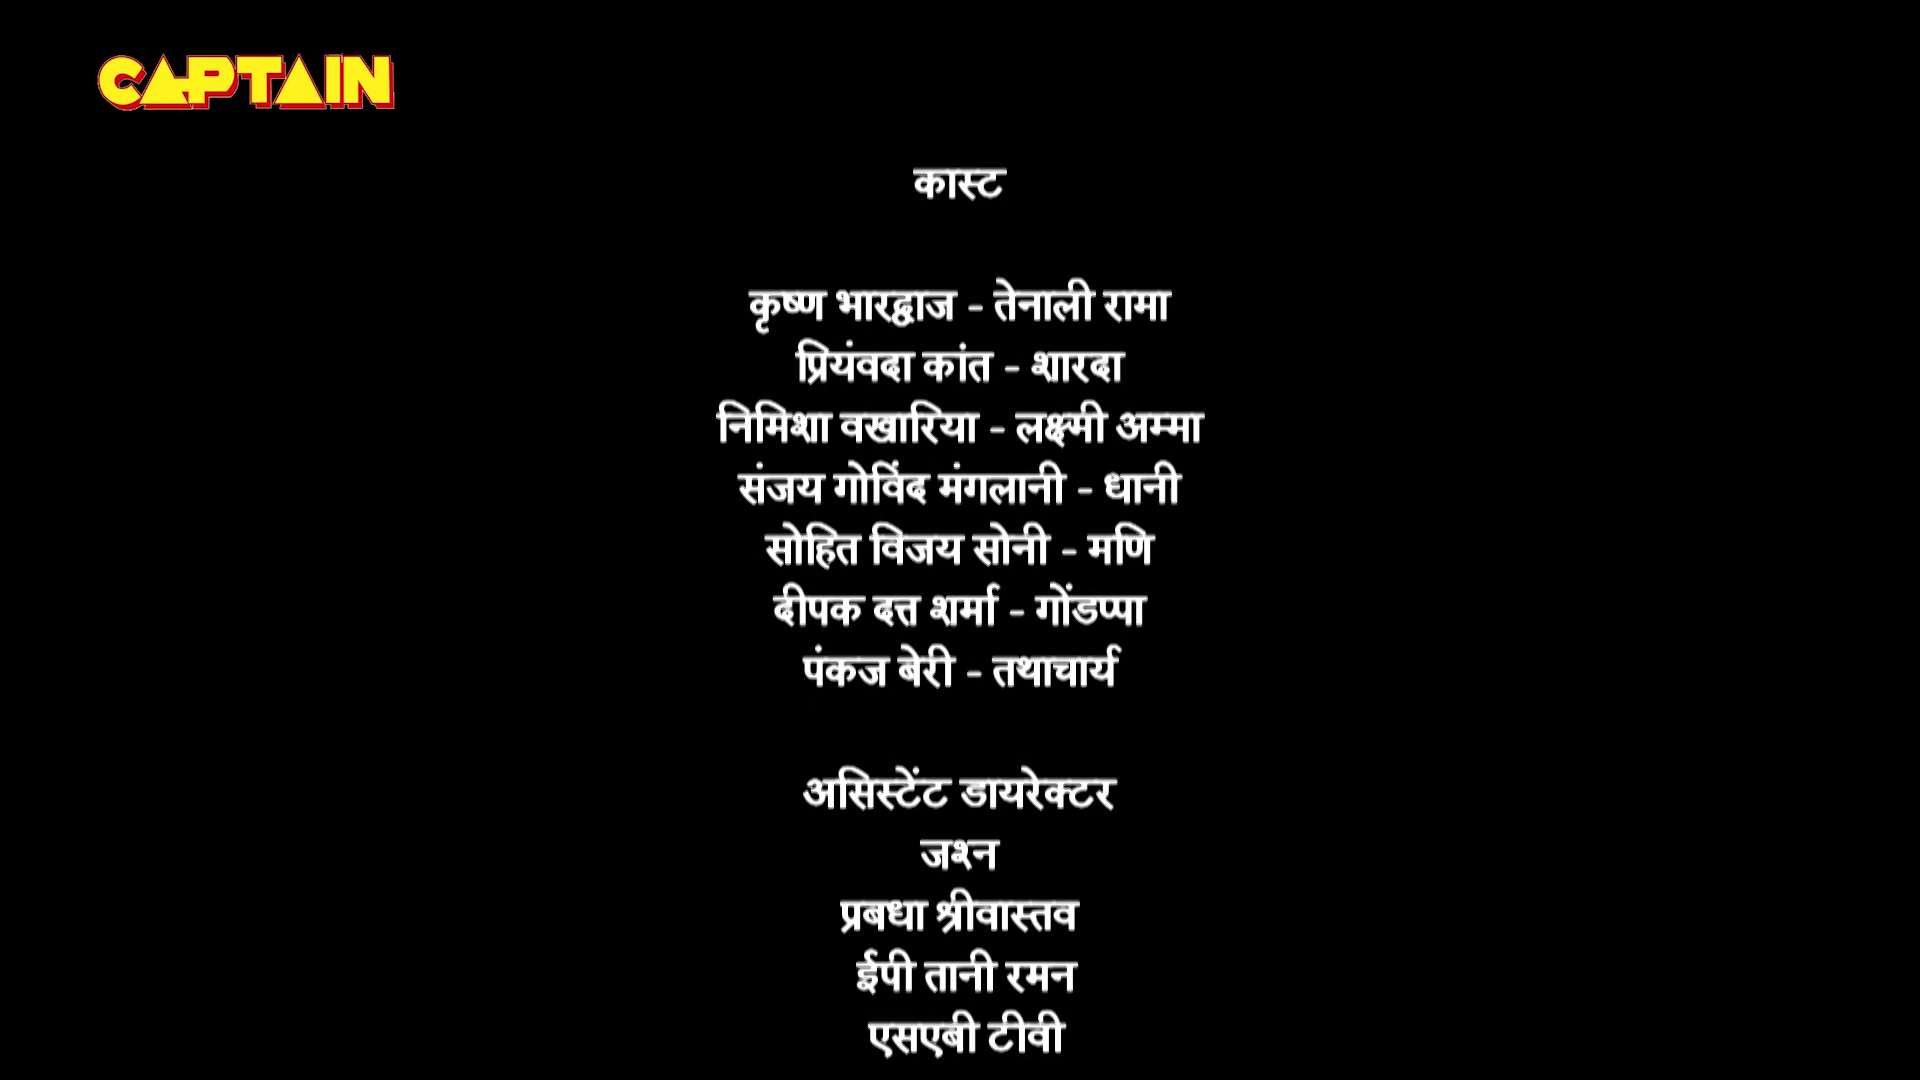 CAPTAIN
कास्ट
कृष्ण भारद्वाज - तेनाली रामा
प्रियंवदा कांत - शारदा
निमिशा वखारिया - लक्ष्मी अम्मा
संजय गोविंद मंगलानी - धानी
सोहित विजय सोनी - मणि
दीपक दत्त शर्मा - गोंडप्पा
पंकज बेरी - तथाचार्य
असिस्टेंट डायरेक्टर
जश्न
प्रबधा श्रीवास्तव
ईपी तानी रमन
एसएबी टीवी